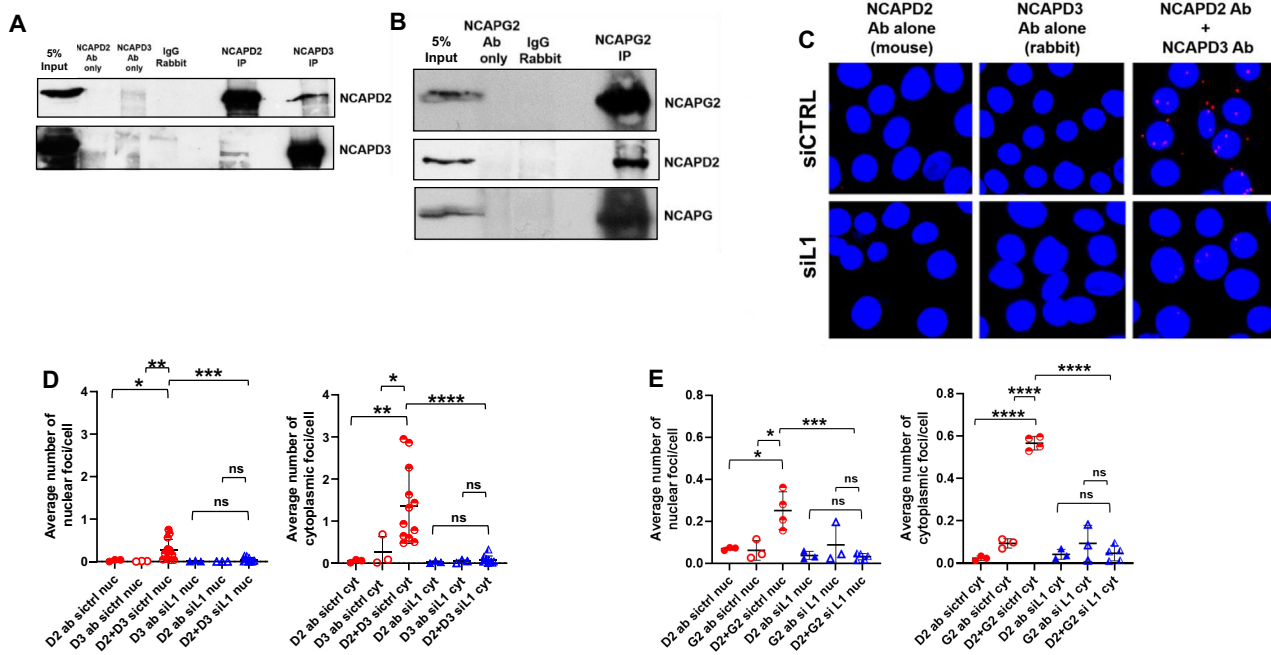 A
5% Input
NCAPD2 Ab only
NCAPD3 Ab only
IgG Rabbit
NCAPD2 IP
NCAPD3 IP
NCAPD2
NCAPD3
B
5% Input
NCAPG2 Ab only
IgG Rabbit
NCAPG2 IP
NCAPG2
NCAPD2
NCAPG
C
NCAPD2 Ab alone (mouse)
NCAPD3 Ab alone (rabbit)
NCAPD2 Ab + NCAPD3 Ab
siCTRL
siL1
D
Average number of nuclear foci/cell
4
3
2
1
0
*
**
***
ns
ns
D2 ab sictrl nuc
D3 ab sictrl nuc
D2+D3 sictrl nuc
D3 ab siL1 nuc
D2 ab siL1 nuc
D2+D3 siL1 nuc
Average number of cytoplasmic foci/cell
4
3
2
1
0
**
*
****
ns
ns
D2 ab sictrl cyt
D3 ab sictrl cyt
D2+D3 sictrl cyt
D2 ab siL1 cyt
D3 ab siL1 cyt
D2+D3 siL1 cyt
E
Average number of nuclear foci/cell
0.8
0.6
0.4
0.2
0.0
*
*
***
ns
ns
D2 ab sictrl nuc
G2 ab sictrl nuc
D2+G2 sictrl nuc
D2 ab siL1 nuc
G2 ab si L1 nuc
D2+G2 si L1 nuc
Average number of cytoplasmic foci/cell
0.8
0.6
0.4
0.2
0.0
****
****
****
ns
ns
D2 ab sictrl cyt
G2 ab sictrl cyt
D2+G2 sictrl cyt
D2 ab siL1 cyt
G2 ab si L1 cyt
D2+G2 si L1 cyt